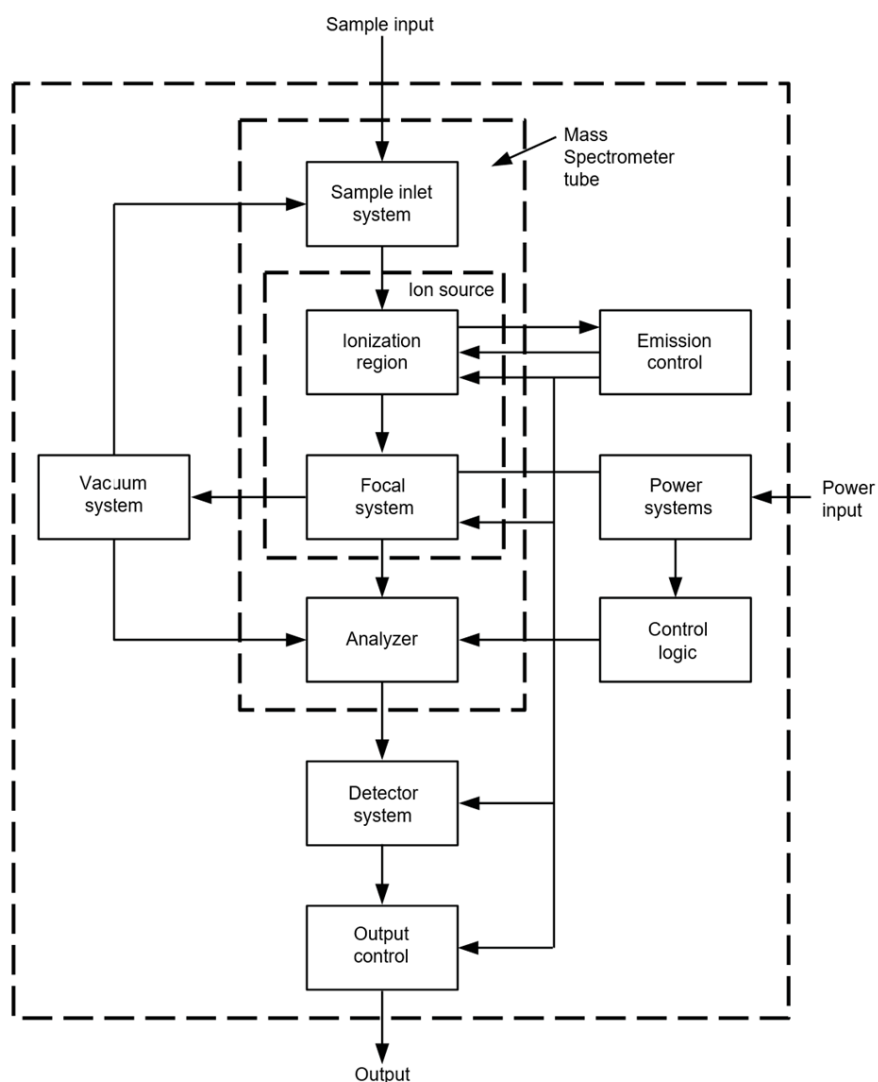 Sample input
Mass
Spectrometer
tube
Sample inlet
system
Ion source
Ionization
region
Emission
control
Vacuum
system
Focal
system
Power
systems
Power
input
Analyzer
Control
logic
Detector
system
Output
control
Output